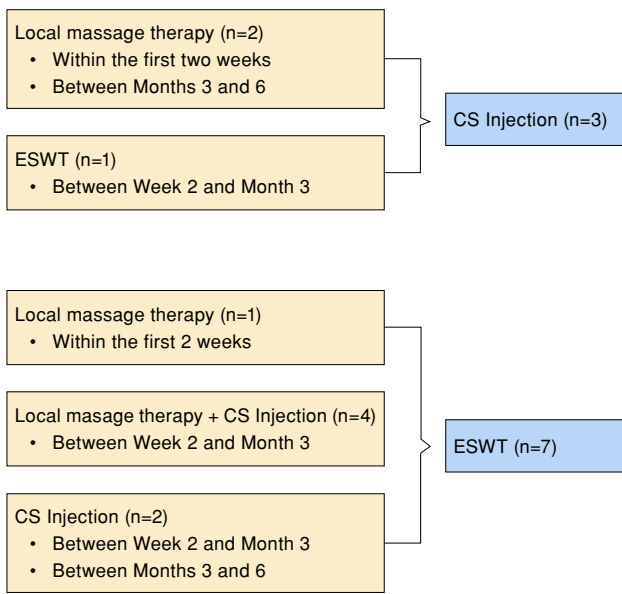 Local massage therapy (n=2)
• Within the first two weeks
• Between Months 3 and 6
CS Injection (n=3)
ESWT (n=1)
• Between Week 2 and Month 3
Local massage therapy (n=1)
• Within the first 2 weeks
Local masage therapy + CS Injection (n=4)
• Between Week 2 and Month 3
ESWT (n=7)
CS Injection (n=2)
• Between Week 2 and Month 3
• Between Months 3 and 6